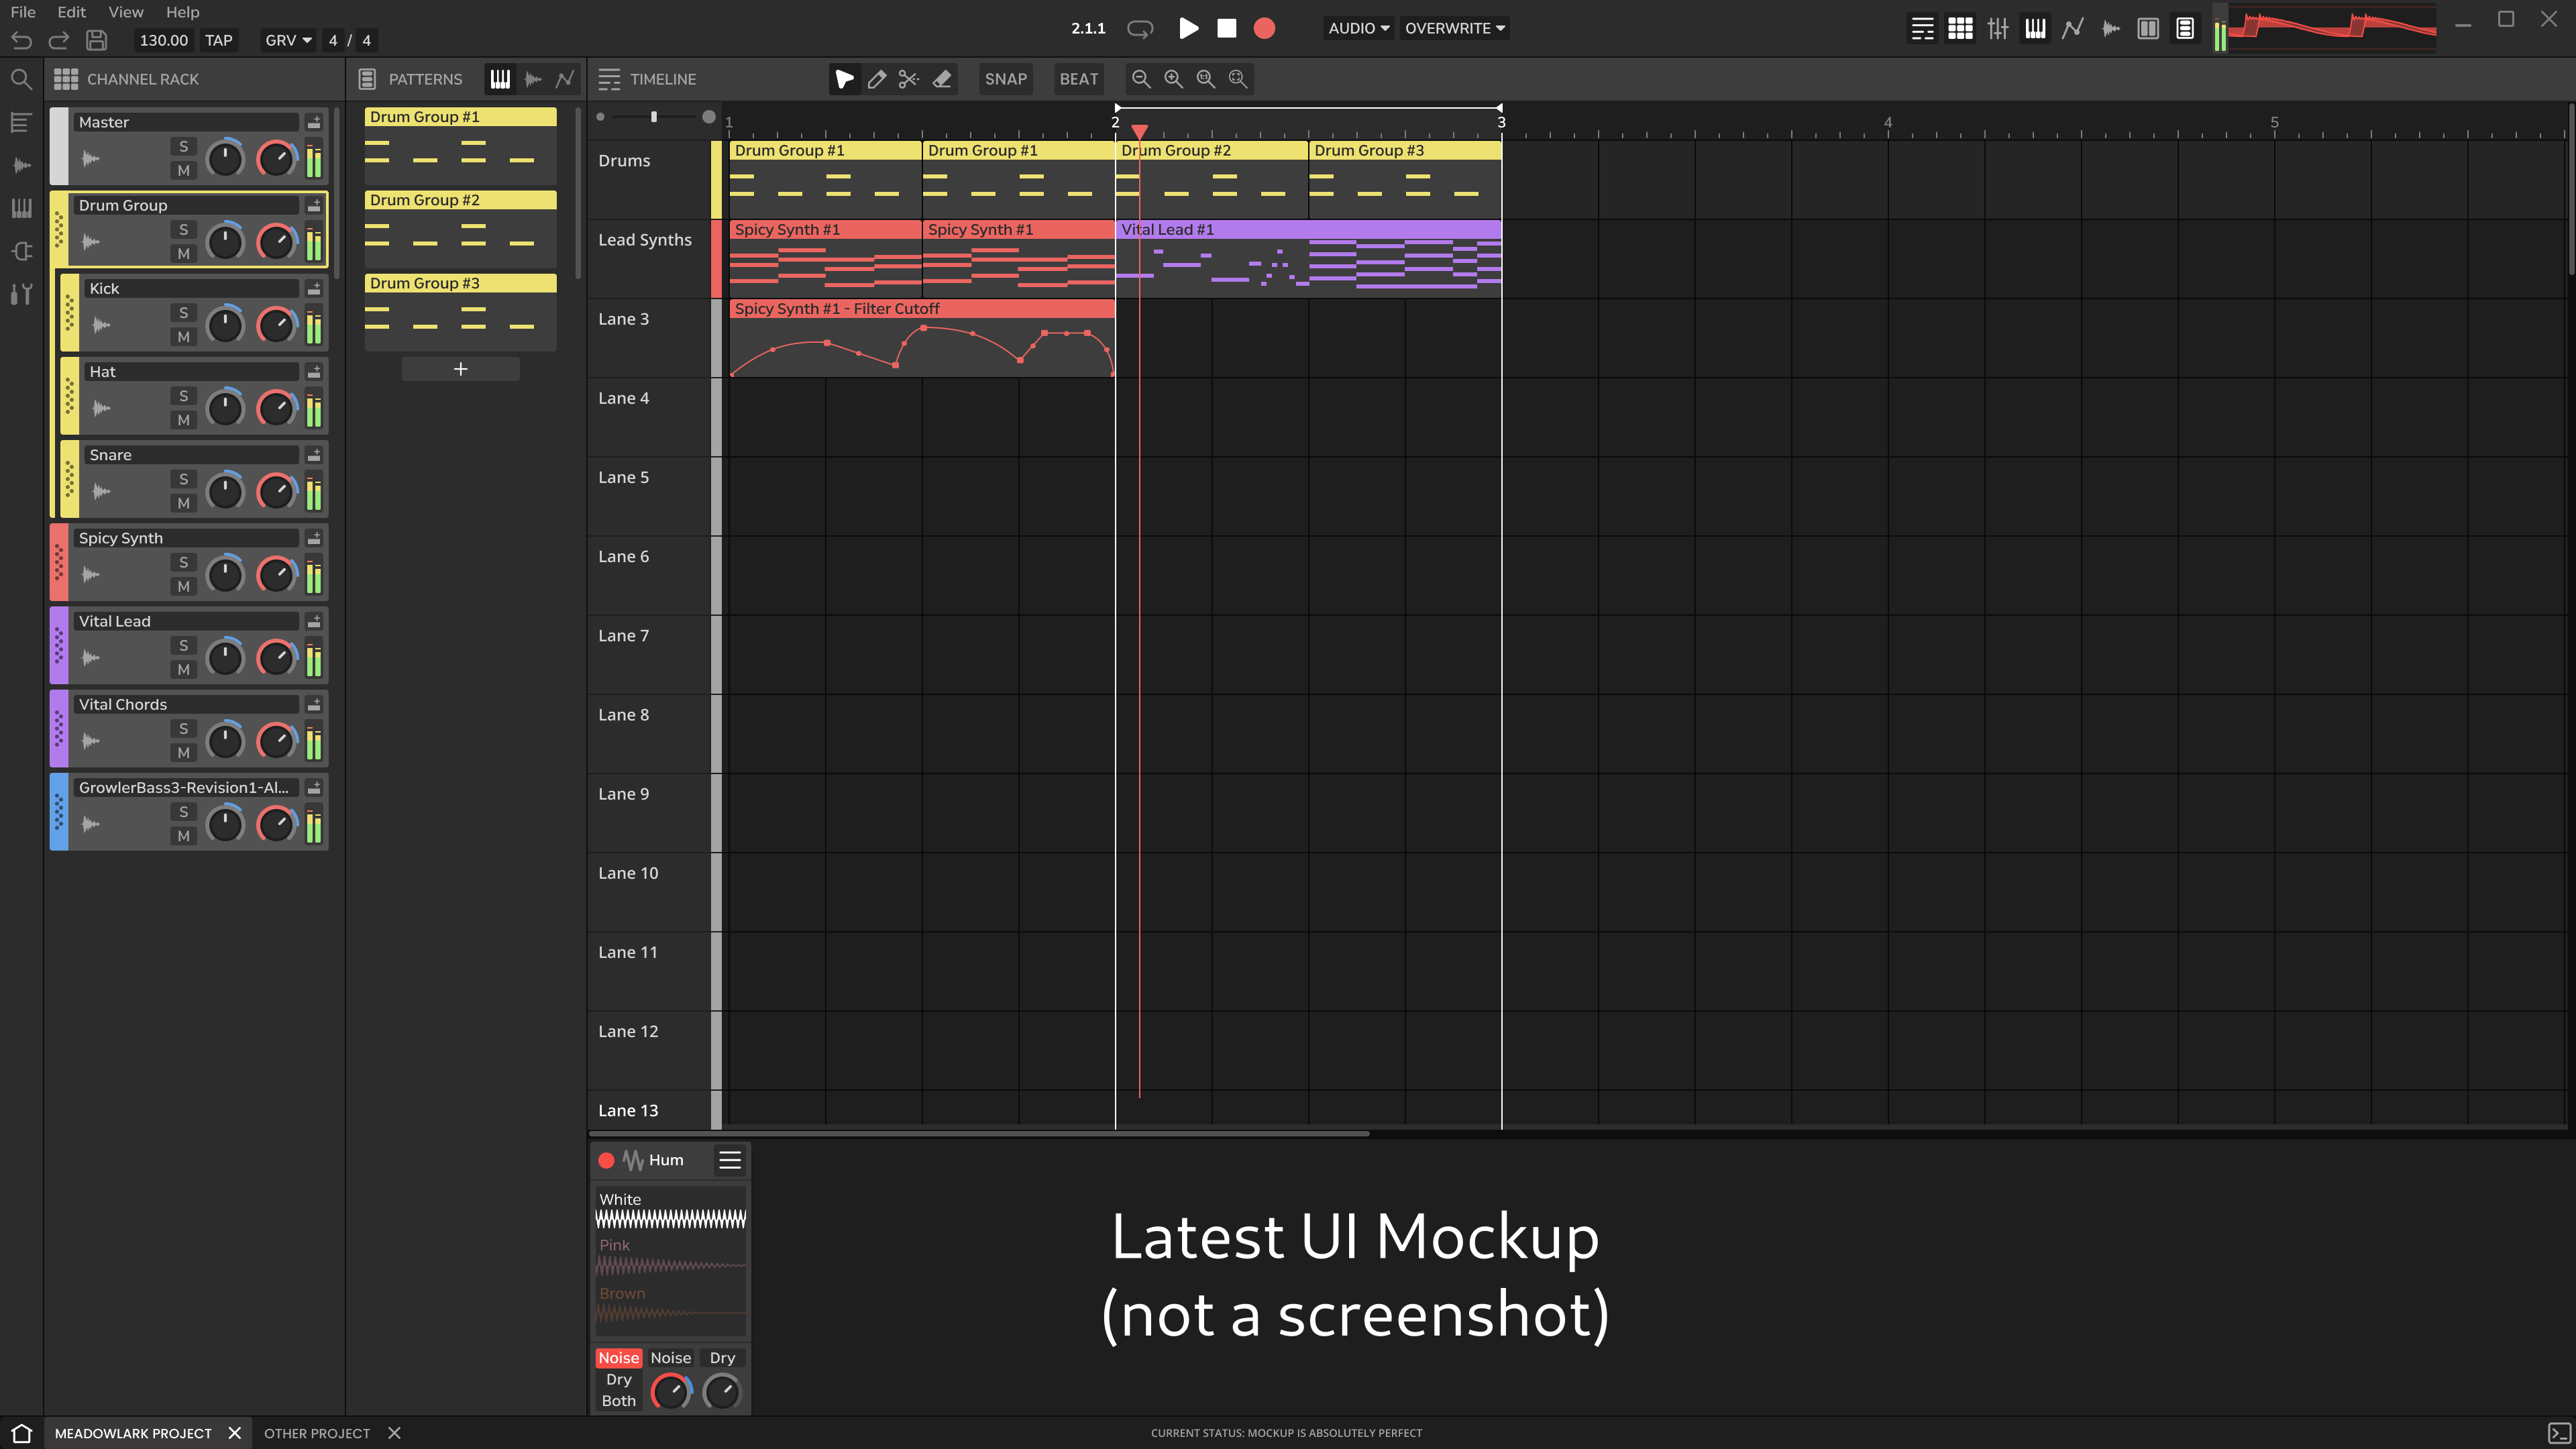 File Edit View Help
130.00 TAP GRV 4 / 4
2.1.1
AUDIO OVERWRITE
CHANNEL RACK
Master
S
M
Drum Group
S
M
Kick
S
M
Hat
S
M
Snare
S
M
Spicy Synth
S
M
Vital Lead
S
M
Vital Chords
S
M
GrowlerBass3-Revision1-Al...
S
M
PATTERNS
Drum Group #1
Drum Group #2
Drum Group #3
+
TIMELINE SNAP BEAT
1 2 3 4 5
Drums
Drum Group #1 Drum Group #1 Drum Group #2 Drum Group #3
Lead Synths
Spicy Synth #1 Spicy Synth #1 Vital Lead #1
Lane 3
Spicy Synth #1 - Filter Cutoff
Lane 4
Lane 5
Lane 6
Lane 7
Lane 8
Lane 9
Lane 10
Lane 11
Lane 12
Lane 13
Hum
White
Pink
Brown
Noise Noise Dry
Dry
Both
Latest UI Mockup
(not a screenshot)
MEADOWLARK PROJECT OTHER PROJECT
CURRENT STATUS: MOCKUP IS ABSOLUTELY PERFECT